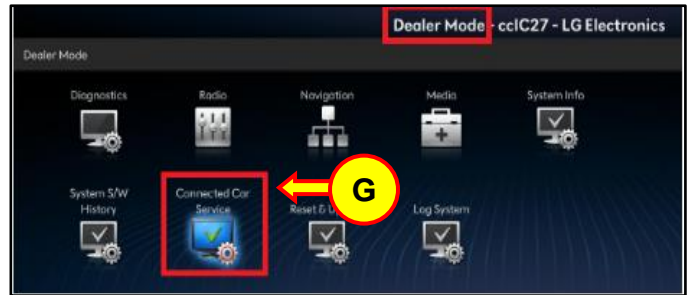 Dealer Mode - ccIC27 - LG Electronics
Dealer Mode
Diagnostics
Radio
Navigation
Media
System Info
System S/W
History
Connected Car
Service
G
Reset &
Log System